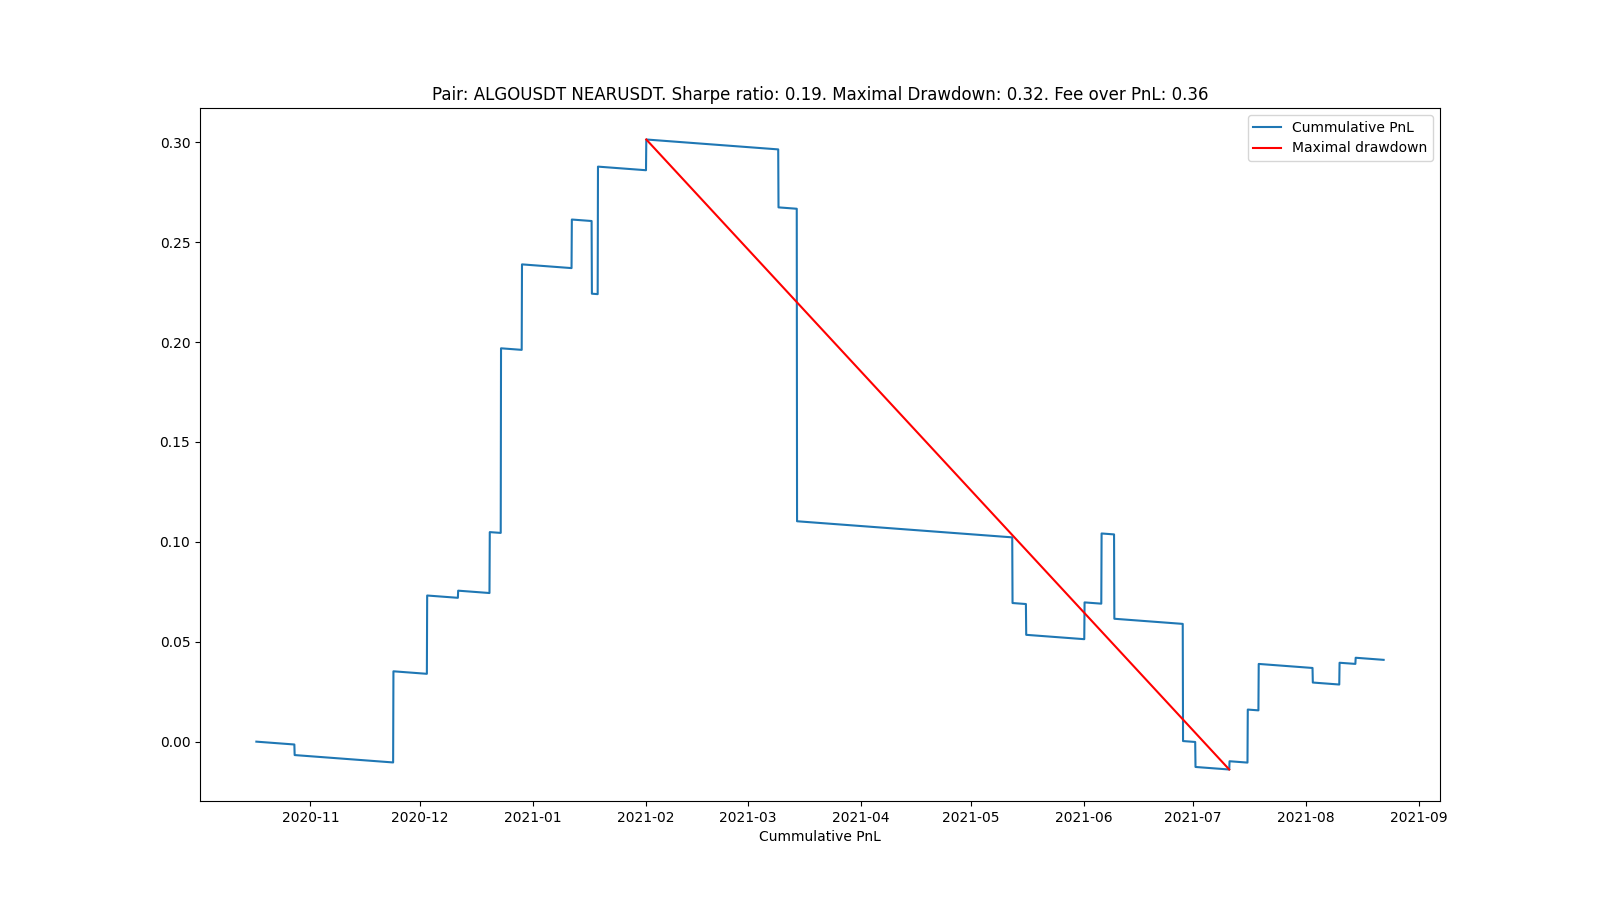 Pair: ALGOUSDT NEARUSDT. Sharpe ratio: 0.19. Maximal Drawdown: 0.32. Fee over PnL: 0.36
Cummulative PnL
Maximal drawdown
0.30
0.25
0.20
0.15
0.10
0.05
0.00
2020-11 2020-12 2021-01 2021-02 2021-03 2021-04 2021-05 2021-06 2021-07 2021-08 2021-09
Cummulative PnL